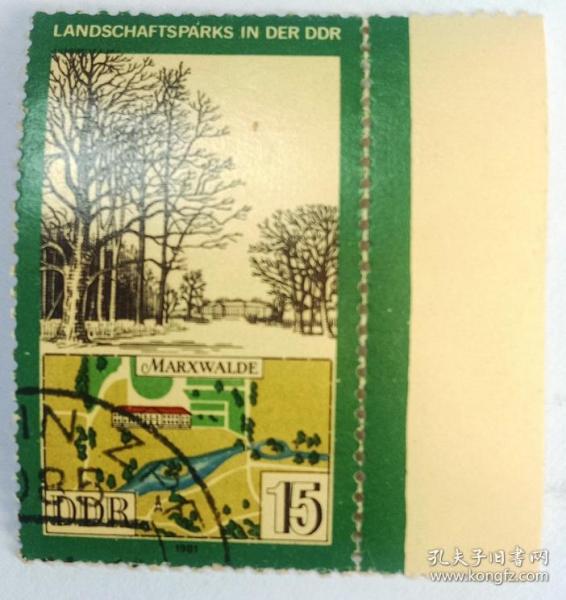 LANDSCHAFTSPARKS IN DER DDR
MARXWALDE
DDR
15
1981
孔夫子旧书网
www.kongfz.com